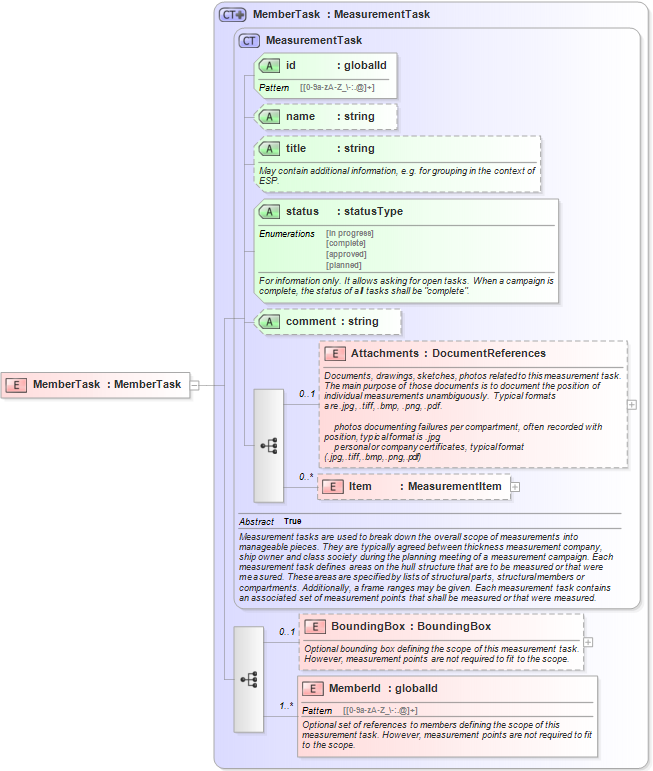 CT MemberTask : MeasurementTask
CT MeasurementTask
A id : globalId
Pattern [[0-9a-zA-Z_\-:.@]+]
A name : string
A title : string
May contain additional information, e.g. for grouping in the context of
ESP.
A status : statusType
Enumerations [in progress]
[complete]
[approved]
[planned]
For information only. It allows asking for open tasks. When a campaign is
complete, the status of all tasks shall be "complete".
A comment : string
E MemberTask : MemberTask
E Attachments : DocumentReferences
Documents, drawings, sketches, photos related to this measurement task.
The main purpose of those documents is to document the position of
individual measurements unambiguously. Typical formats
are .jpg, .tiff, .bmp, .png, .pdf.
0..1
photos documenting failures per compartment, often recorded with
position, typical format is .jpg
personal or company certificates, typical format
(.jpg, .tiff, .bmp, .png, .pdf)
0..*
E Item : MeasurementItem
Abstract True
Measurement tasks are used to break down the overall scope of measurements into
manageable pieces. They are typically agreed between thickness measurement company,
ship owner and class society during the planning meeting of a measurement campaign. Each
measurement task defines areas on the hull structure that are to be measured or that were
measured. These areas are specified by lists of structural parts, structural members or
compartments. Additionally, a frame ranges may be given. Each measurement task contains
an associated set of measurement points that shall be measured or that were measured.
0..1
E BoundingBox : BoundingBox
Optional bounding box defining the scope of this measurement task.
However, measurement points are not required to fit to the scope.
1..*
E MemberId : globalId
Pattern [[0-9a-zA-Z_\-:.@]+]
Optional set of references to members defining the scope of this
measurement task. However, measurement points are not required to fit
to the scope.